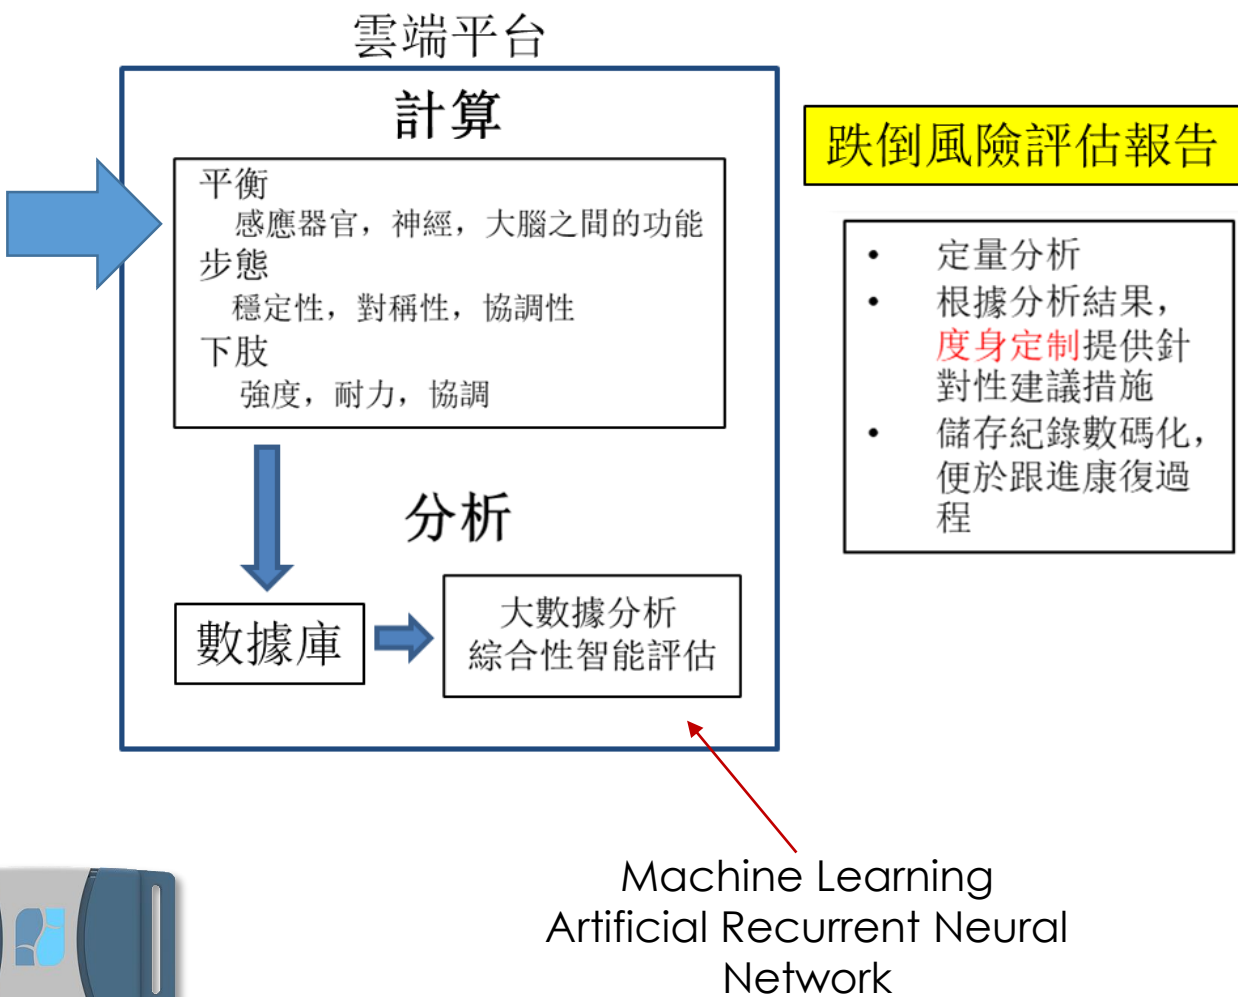 雲端平台
計算
平衡
感應器官，神經，大腦之間的功能
步態
穩定性，對稱性，協調性
下肢
強度，耐力，協調
分析
數據庫
大數據分析
綜合性智能評估
跌倒風險評估報告
• 定量分析
• 根據分析結果，
度身定制提供針
對性建議措施
• 儲存紀錄數碼化，
便於跟進康復過
程
Machine Learning
Artificial Recurrent Neural
Network